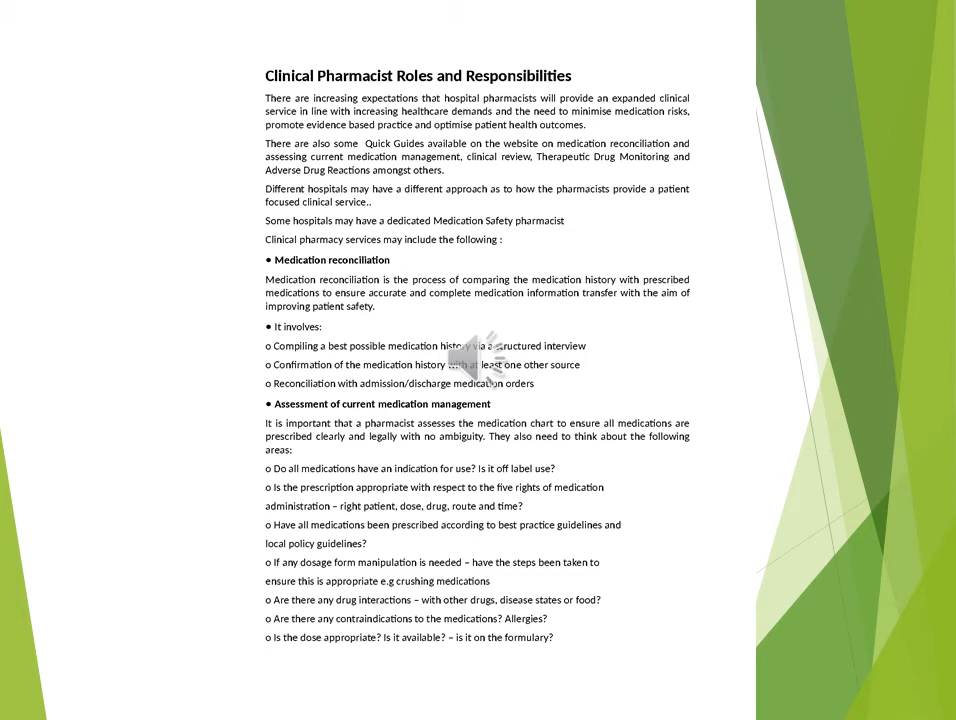 Clinical Pharmacist Roles and Responsibilities
There are increasing expectations that hospital pharmacists will provide an expanded clinical
service in line with increasing healthcare demands and the need to minimise medication risks,
promote evidence based practice and optimise patient health outcomes.
There are also some Quick Guides available on the website on medication reconciliation and
assessing current medication management, clinical review, Therapeutic Drug Monitoring and
Adverse Drug Reactions amongst others.
Different hospitals may have a different approach as to how the pharmacists provide a patient
focused clinical service..
Some hospitals may have a dedicated Medication Safety pharmacist
Clinical pharmacy services may include the following :
• Medication reconciliation
Medication reconciliation is the process of comparing the medication history with prescribed
medications to ensure accurate and complete medication information transfer with the aim of
improving patient safety.
• It involves:
o Compiling a best possible medication history via a structured interview
o Confirmation of the medication history with at least one other source
o Reconciliation with admission/discharge medication orders
• Assessment of current medication management
It is important that a pharmacist assesses the medication chart to ensure all medications are
prescribed clearly and legally with no ambiguity. They also need to think about the following
areas:
o Do all medications have an indication for use? Is it off label use?
o Is the prescription appropriate with respect to the five rights of medication
administration – right patient, dose, drug, route and time?
o Have all medications been prescribed according to best practice guidelines and
local policy guidelines?
o If any dosage form manipulation is needed – have the steps been taken to
ensure this is appropriate e.g crushing medications
o Are there any drug interactions – with other drugs, disease states or food?
o Are there any contraindications to the medications? Allergies?
o Is the dose appropriate? Is it available? – is it on the formulary?